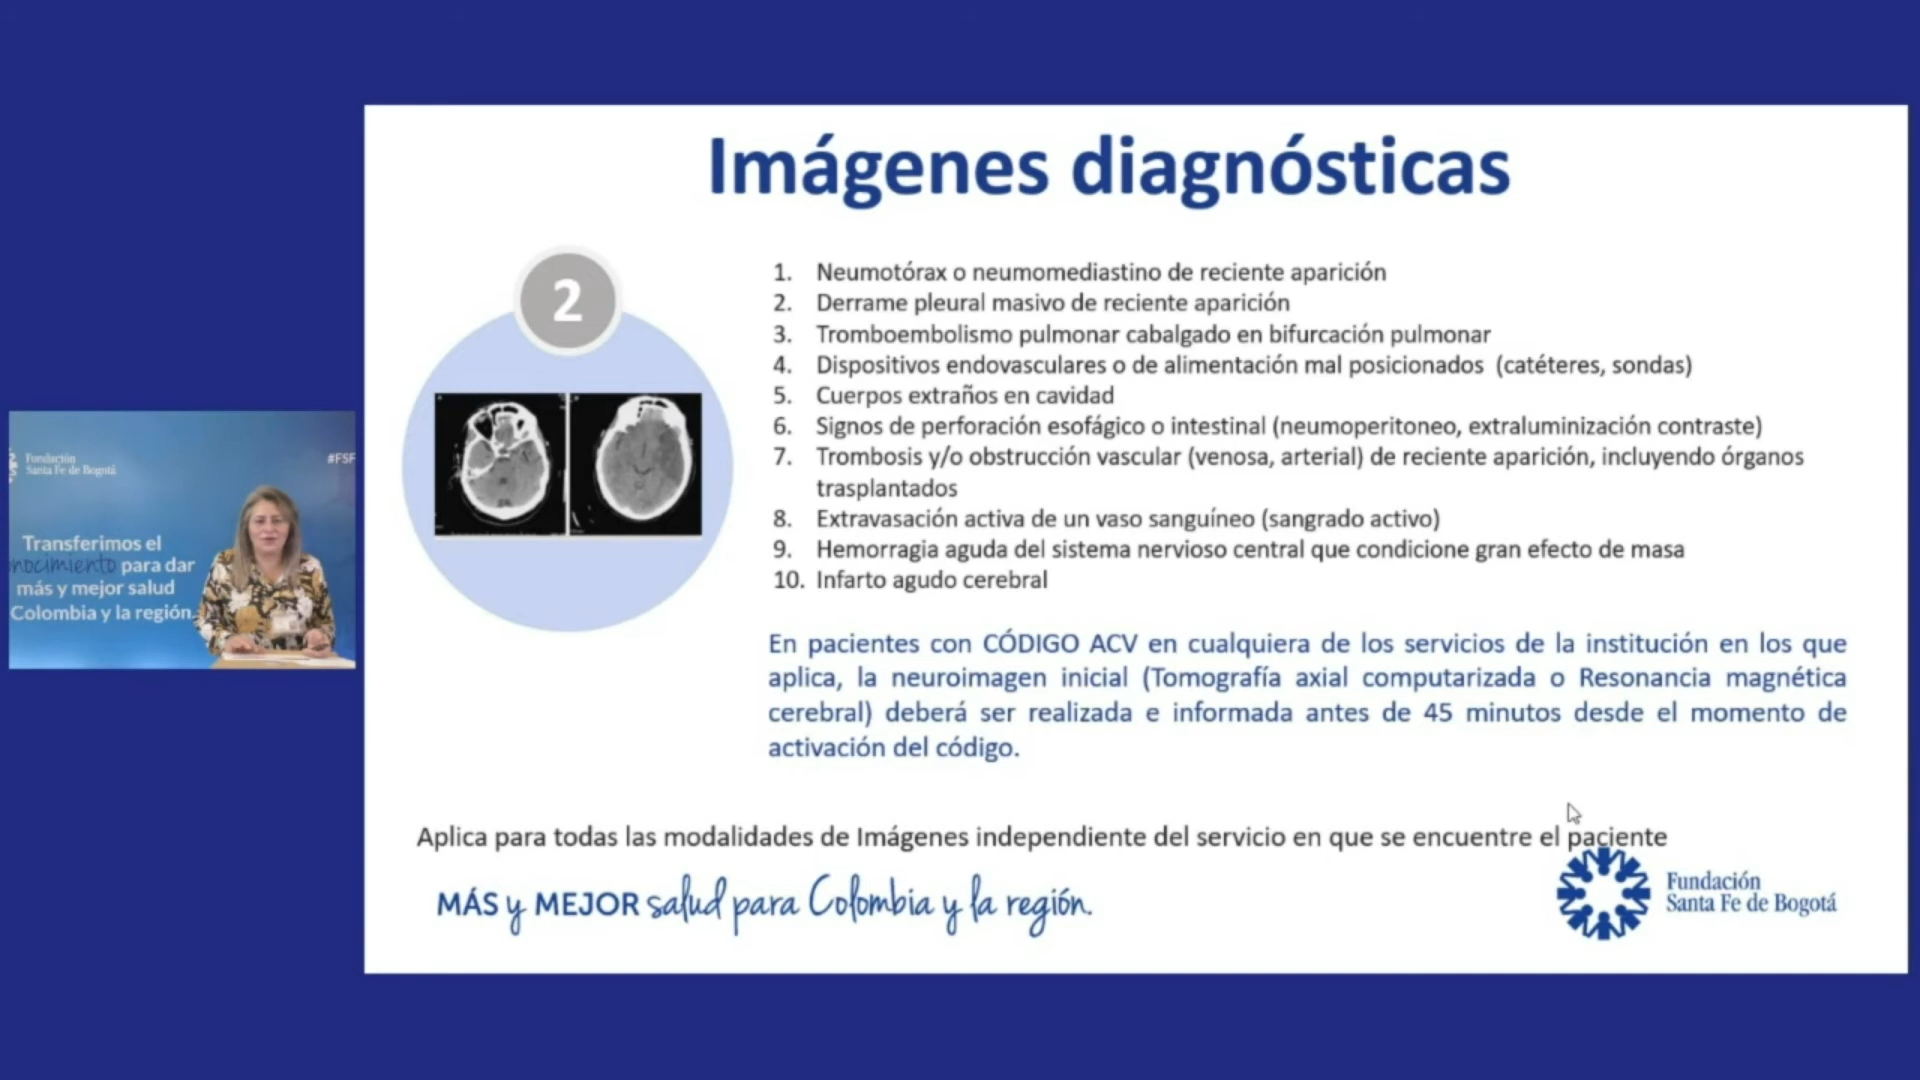 Imágenes diagnósticas
2
1. Neumotórax o neumomediastino de reciente aparición
2. Derrame pleural masivo de reciente aparición
3. Tromboembolismo pulmonar cabalgado en bifurcación pulmonar
4. Dispositivos endovasculares o de alimentación mal posicionados (catéteres, sondas)
5. Cuerpos extraños en cavidad
6. Signos de perforación esofágico o intestinal (neumoperitoneo, extraluminización contraste)
7. Trombosis y/o obstrucción vascular (venosa, arterial) de reciente aparición, incluyendo órganos
trasplantados
8. Extravasación activa de un vaso sanguíneo (sangrado activo)
9. Hemorragia aguda del sistema nervioso central que condicione gran efecto de masa
10. Infarto agudo cerebral
En pacientes con CÓDIGO ACV en cualquiera de los servicios de la institución en los que
aplica, la neuroimagen inicial (Tomografía axial computarizada o Resonancia magnética
cerebral) deberá ser realizada e informada antes de 45 minutos desde el momento de
activación del código.
Aplica para todas las modalidades de Imágenes independiente del servicio en que se encuentre el paciente
MÁS y MEJOR salud para Colombia y la región.
Fundación
Santa Fe de Bogotá
Fundación
Santa Fe de Bogotá
#FSF
Transferimos el
nocimiento para dar
más y mejor salud
Colombia y la región.